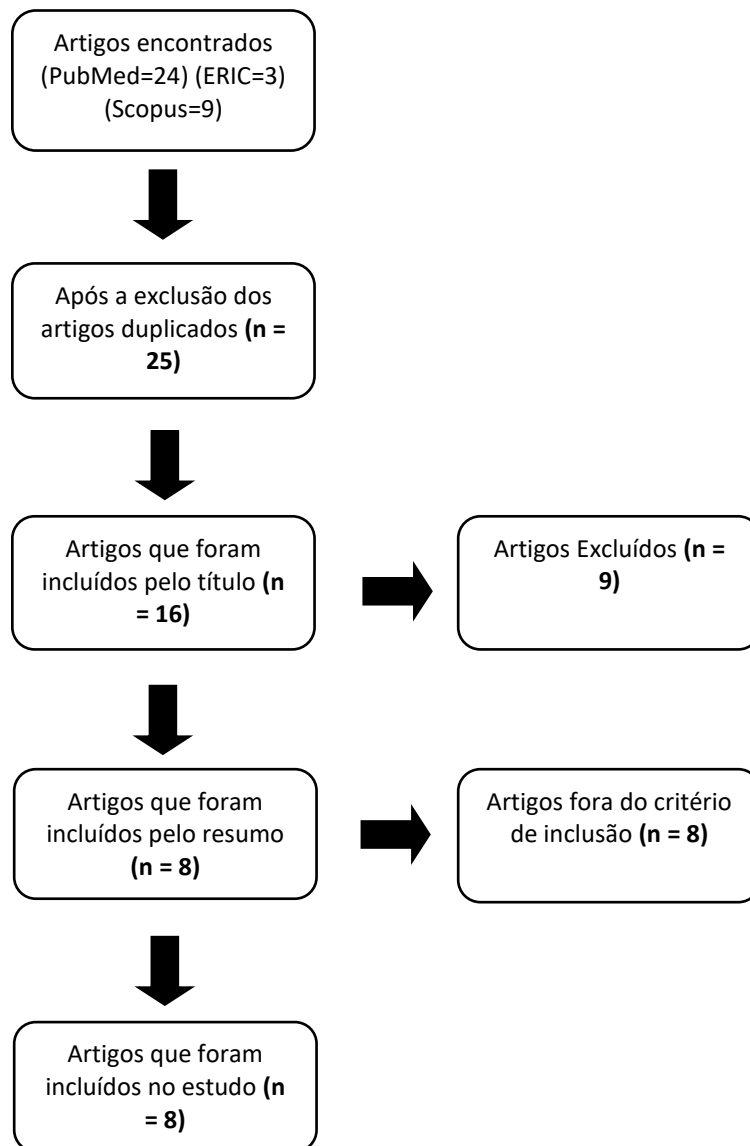 Artigos encontrados
(PubMed=24) (ERIC=3)
(Scopus=9)
Após a exclusão dos
artigos duplicados (n =
25)
Artigos que foram
incluídos pelo título (n
= 16)
Artigos Excluídos (n =
9)
Artigos que foram
incluídos pelo resumo
(n = 8)
Artigos fora do critério
de inclusão (n = 8)
Artigos que foram
incluídos no estudo (n
= 8)